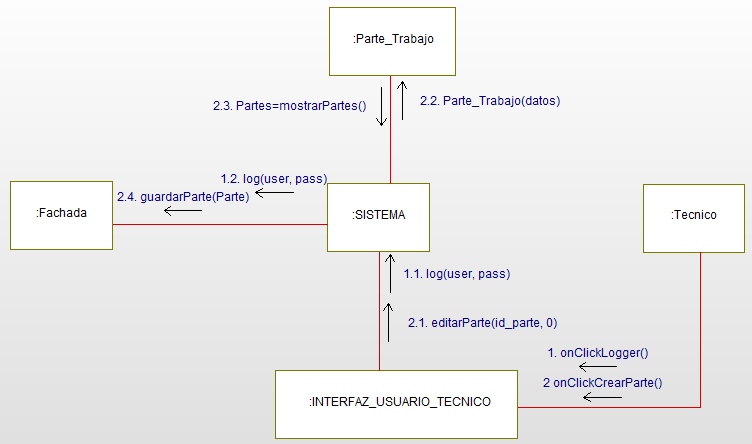 :Parte_Trabajo
2.3. Partes=mostrarPartes()
2.2. Parte_Trabajo(datos)
1.2. log(user, pass)
2.4. guardarParte(Parte)
:Fachada
:SISTEMA
:Tecnico
1.1. log(user, pass)
2.1. editarParte(id_parte, 0)
1. onClickLogger()
2 onClickCrearParte()
:INTERFAZ_USUARIO_TECNICO